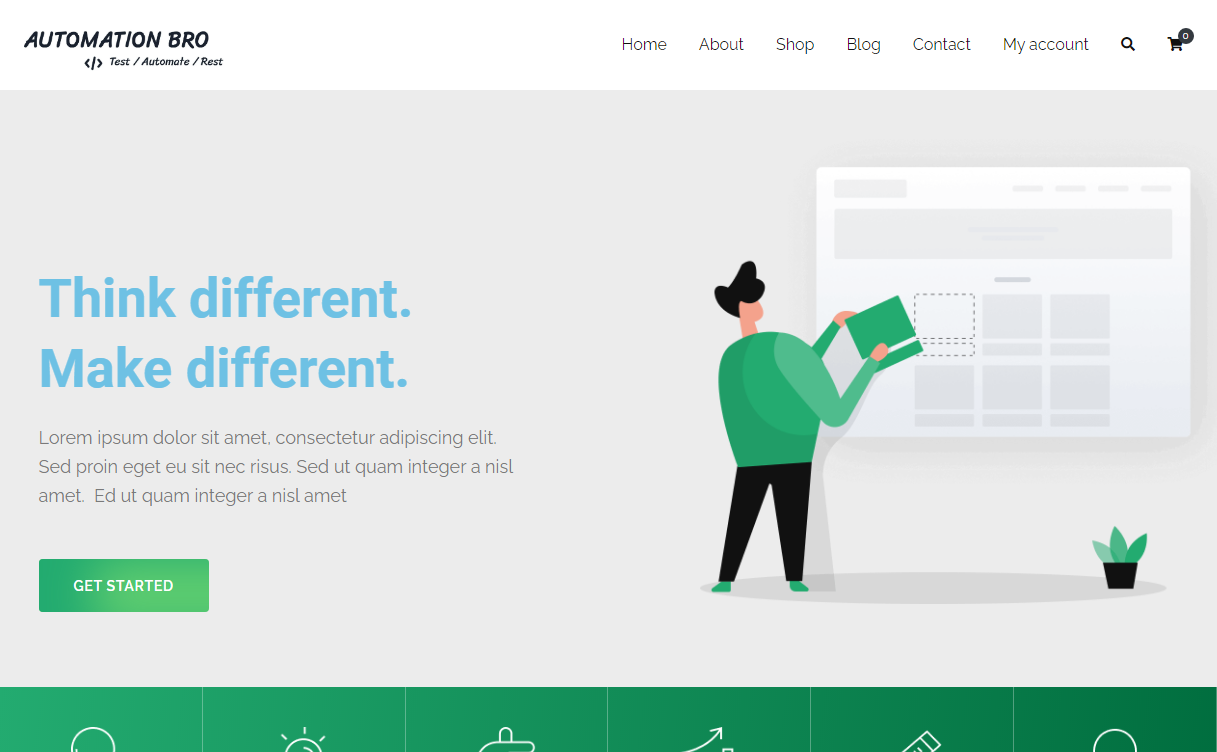 AUTOMATION BRO
</> Test / Automate / Rest
Home About Shop Blog Contact My account 0
Think different.
Make different.
Lorem ipsum dolor sit amet, consectetur adipiscing elit.
Sed proin eget eu sit nec risus. Sed ut quam integer a nisl
amet.  Ed ut quam integer a nisl amet
GET STARTED